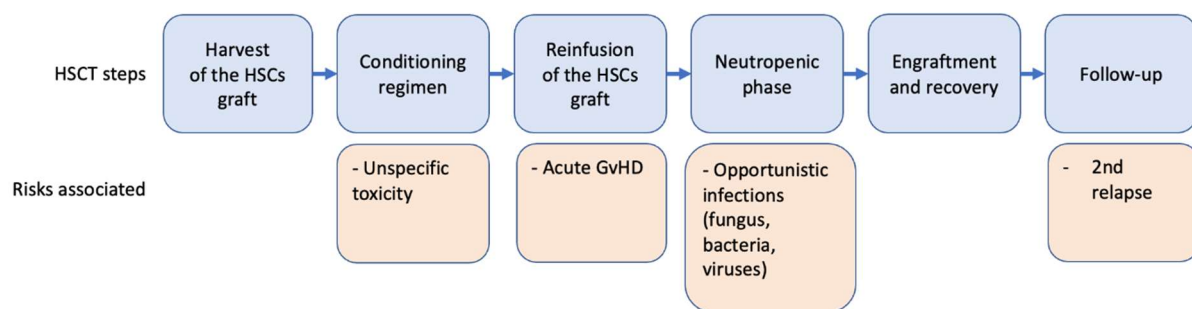 HSCT steps
Harvest
of the HSCs
graft
Conditioning
regimen
Reinfusion
of the HSCs
graft
Neutropenic
phase
Engraftment
and recovery
Follow-up
Risks associated
- Unspecific
toxicity
- Acute GvHD
- Opportunistic
infections
(fungus,
bacteria,
viruses)
- 2nd
relapse